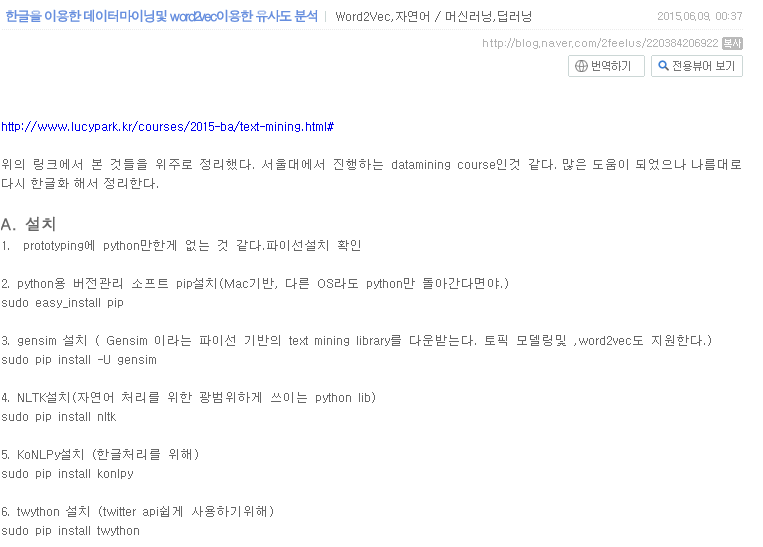 한글을 이용한 데이터마이닝및 word2vec이용한 유사도 분석 | Word2Vec,자연어 / 머신러닝,딥러닝 2015.06.09. 00:37
http://blog.naver.com/2feelus/220384206922 복사
번역하기 전용뷰어 보기
http://www.lucypark.kr/courses/2015-ba/text-mining.html#
위의 링크에서 본 것들을 위주로 정리했다. 서울대에서 진행하는 datamining course인것 같다. 많은 도움이 되었으나 나름대로
다시 한글화 해서 정리한다.
A. 설치
1. prototyping에 python만한게 없는 것 같다.파이선설치 확인
2. python용 버전관리 소프트 pip설치(Mac기반, 다른 OS라도 python만 돌아간다면야.)
sudo easy_install pip
3. gensim 설치 ( Gensim 이라는 파이선 기반의 text mining library를 다운받는다. 토픽 모델링및 ,word2vec도 지원한다.)
sudo pip install -U gensim
4. NLTK설치(자연어 처리를 위한 광범위하게 쓰이는 python lib)
sudo pip install nltk
5. KoNLPy설치 (한글처리를 위해)
sudo pip install konlpy
6. twython 설치 (twitter api쉽게 사용하기위해)
sudo pip install twython